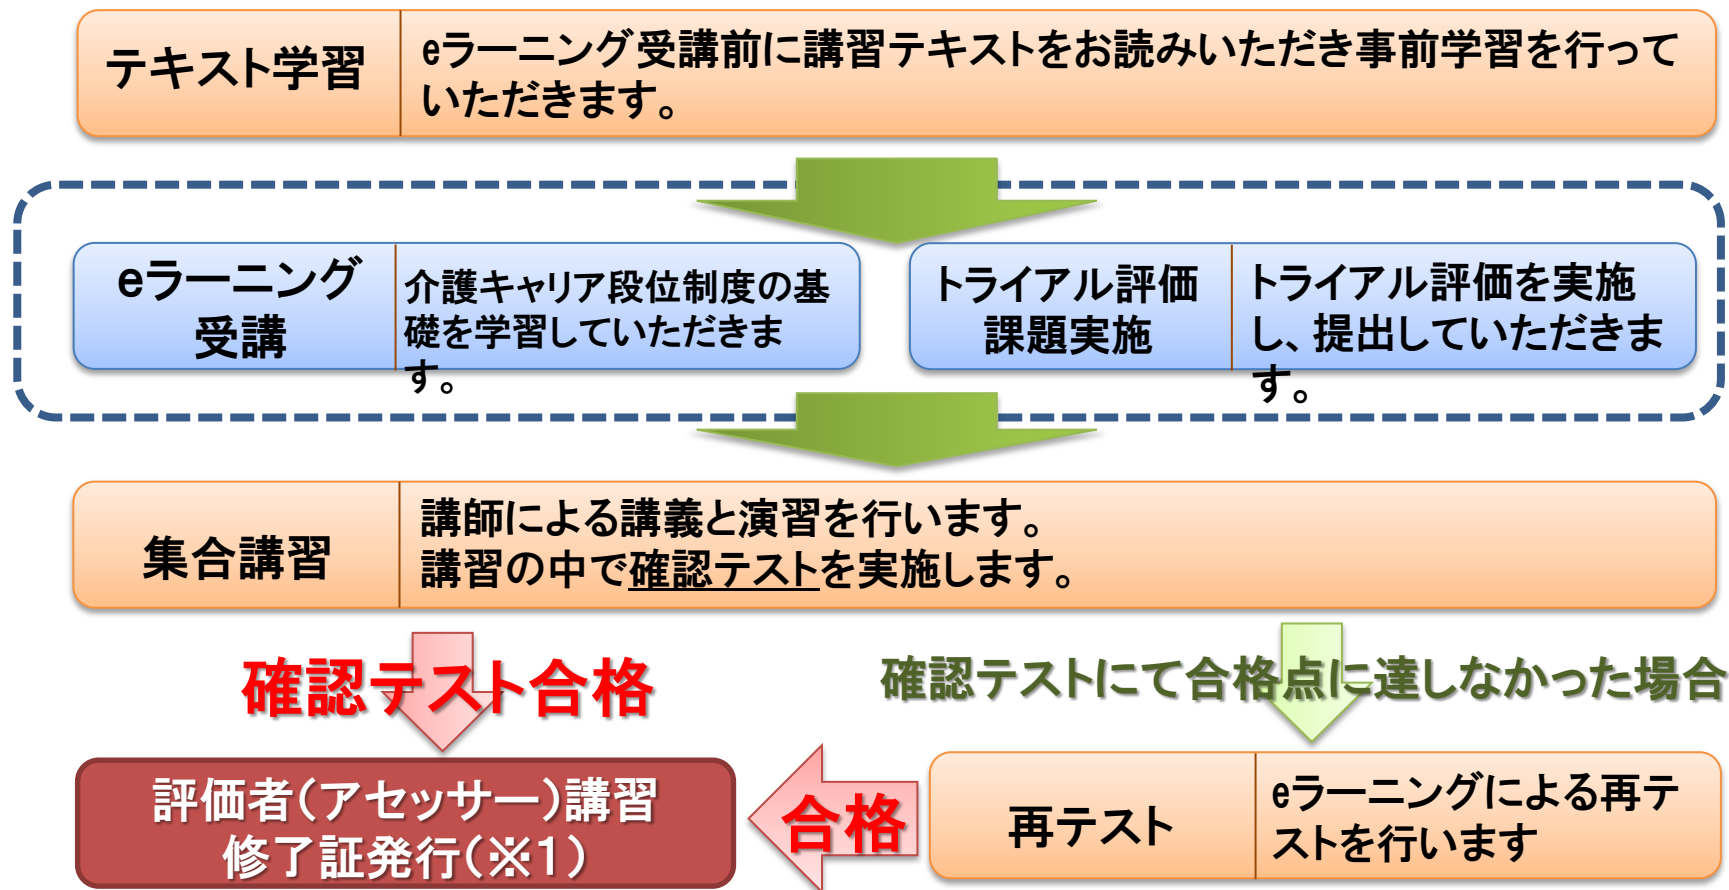 テキスト学習
eラーニング受講前に講習テキストをお読みいただき事前学習を行って
いただきます。
eラーニング
受講
介護キャリア段位制度の基
礎を学習していただきま
す。
トライアル評価
課題実施
トライアル評価を実施
し、提出していただきま
す。
集合講習
講師による講義と演習を行います。
講習の中で確認テストを実施します。
確認テスト合格
確認テストにて合格点に達しなかった場合
評価者(アセッサー)講習
修了証発行(※1)
合格
再テスト
eラーニングによる再テ
ストを行います